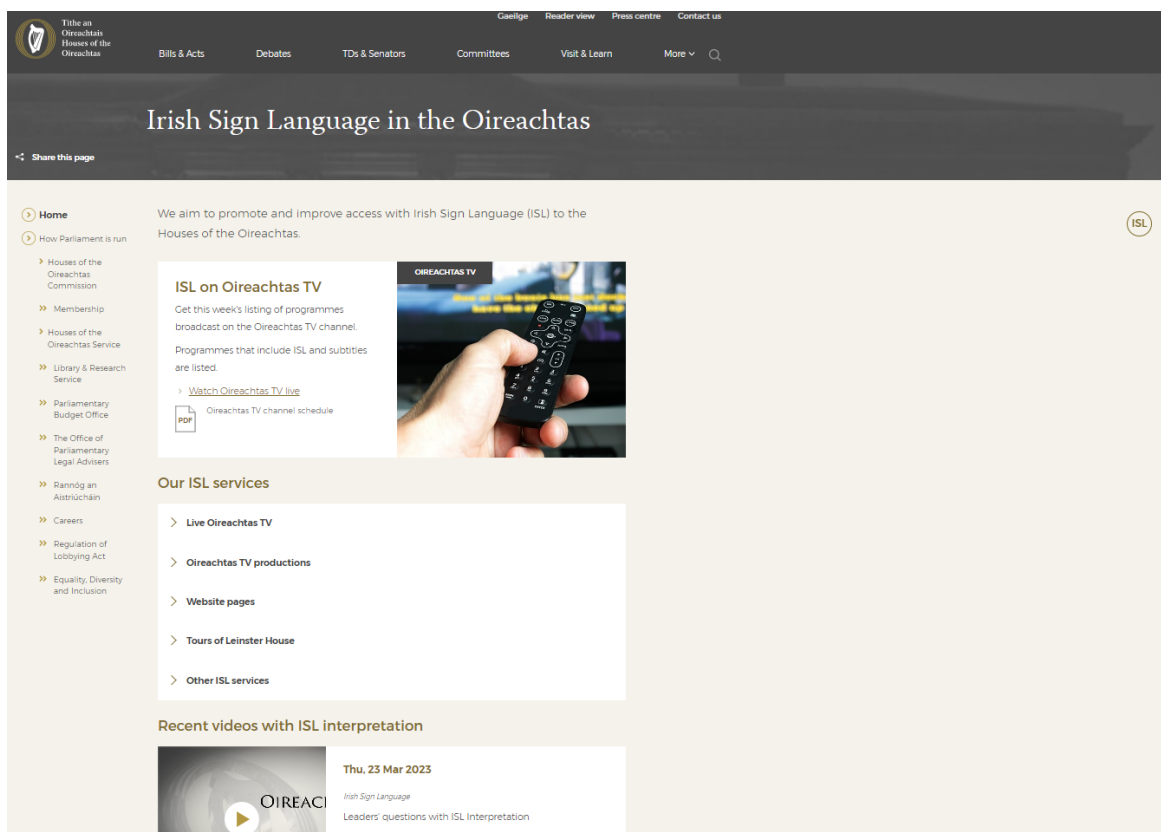 Tithe an
Oireachtais
Houses of the
Oireachtas
Gaeilge Reader view Press centre Contact us
Bills & Acts Debates TDs & Senators Committees Visit & Learn More
Irish Sign Language in the Oireachtas
Share this page
Home
How Parliament is run
Houses of the
Oireachtas
Commission
Membership
Houses of the
Oireachtas Service
Library & Research
Service
Parliamentary
Budget Office
The Office of
Parliamentary
Legal Advisers
Rannóg an
Aistriúcháin
Careers
Regulation of
Lobbying Act
Equality, Diversity
and Inclusion
We aim to promote and improve access with Irish Sign Language (ISL) to the
Houses of the Oireachtas.
ISL
ISL on Oireachtas TV
Get this week's listing of programmes
broadcast on the Oireachtas TV channel.
Programmes that include ISL and subtitles
are listed.
Watch Oireachtas TV live
PDF
Oireachtas TV channel schedule
OIREACHTAS TV
Our ISL services
Live Oireachtas TV
Oireachtas TV productions
Website pages
Tours of Leinster House
Other ISL services
Recent videos with ISL interpretation
OIREAC
Thu, 23 Mar 2023
Irish Sign Language
Leaders' questions with ISL Interpretation